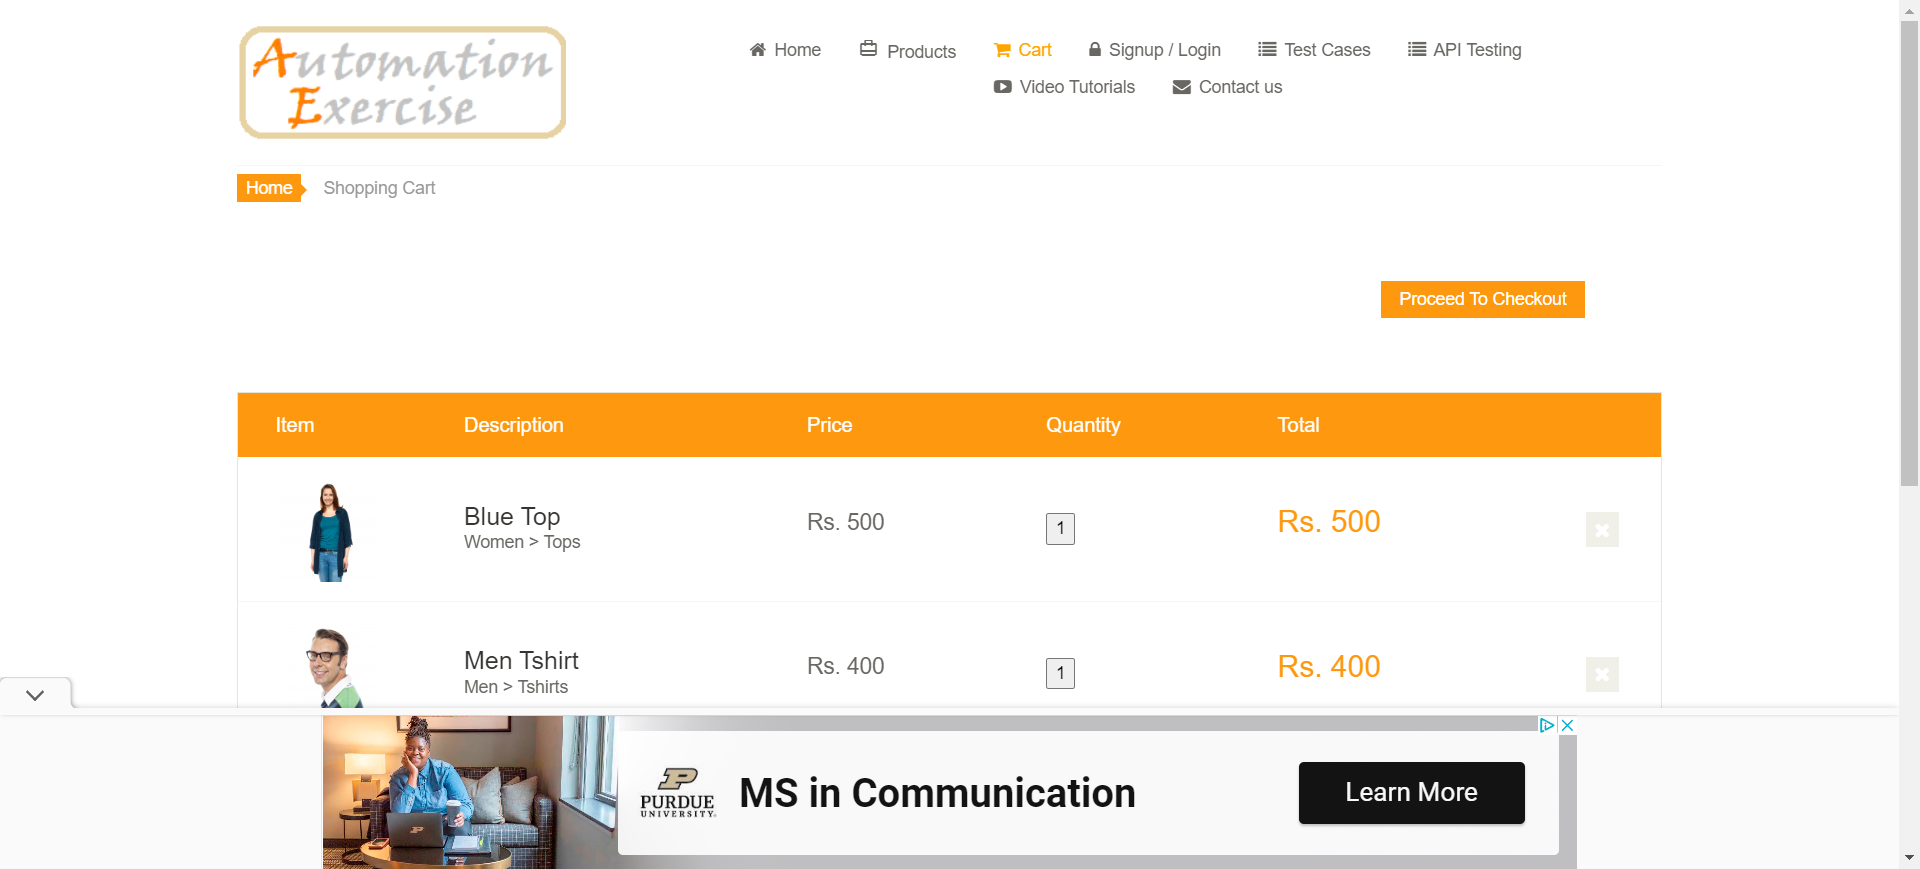 Automation
Exercise
Home
Products
Cart
Signup / Login
Test Cases
API Testing
Video Tutorials
Contact us
Home
Shopping Cart
Proceed To Checkout
Item Description Price Quantity Total
Blue Top
Women > Tops
Rs. 500
1
Rs. 500
Men Tshirt
Men > Tshirts
Rs. 400
1
Rs. 400
P
PURDUE
UNIVERSITY
MS in Communication
Learn More